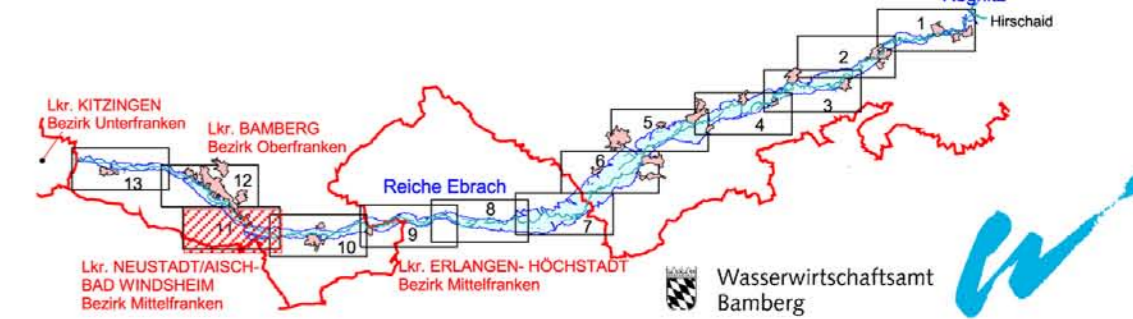 Hirschaid
1
2
3
4
5
6
7
8
9
10
11
12
13
Lkr. KITZINGEN
Bezirk Unterfranken
Lkr. BAMBERG
Bezirk Oberfranken
Reiche Ebrach
Lkr. NEUSTADT/AISCH-
BAD WINDSHEIM
Bezirk Mittelfranken
Lkr. ERLANGEN- HÖCHSTADT
Bezirk Mittelfranken
Wasserwirtschaftsamt
Bamberg